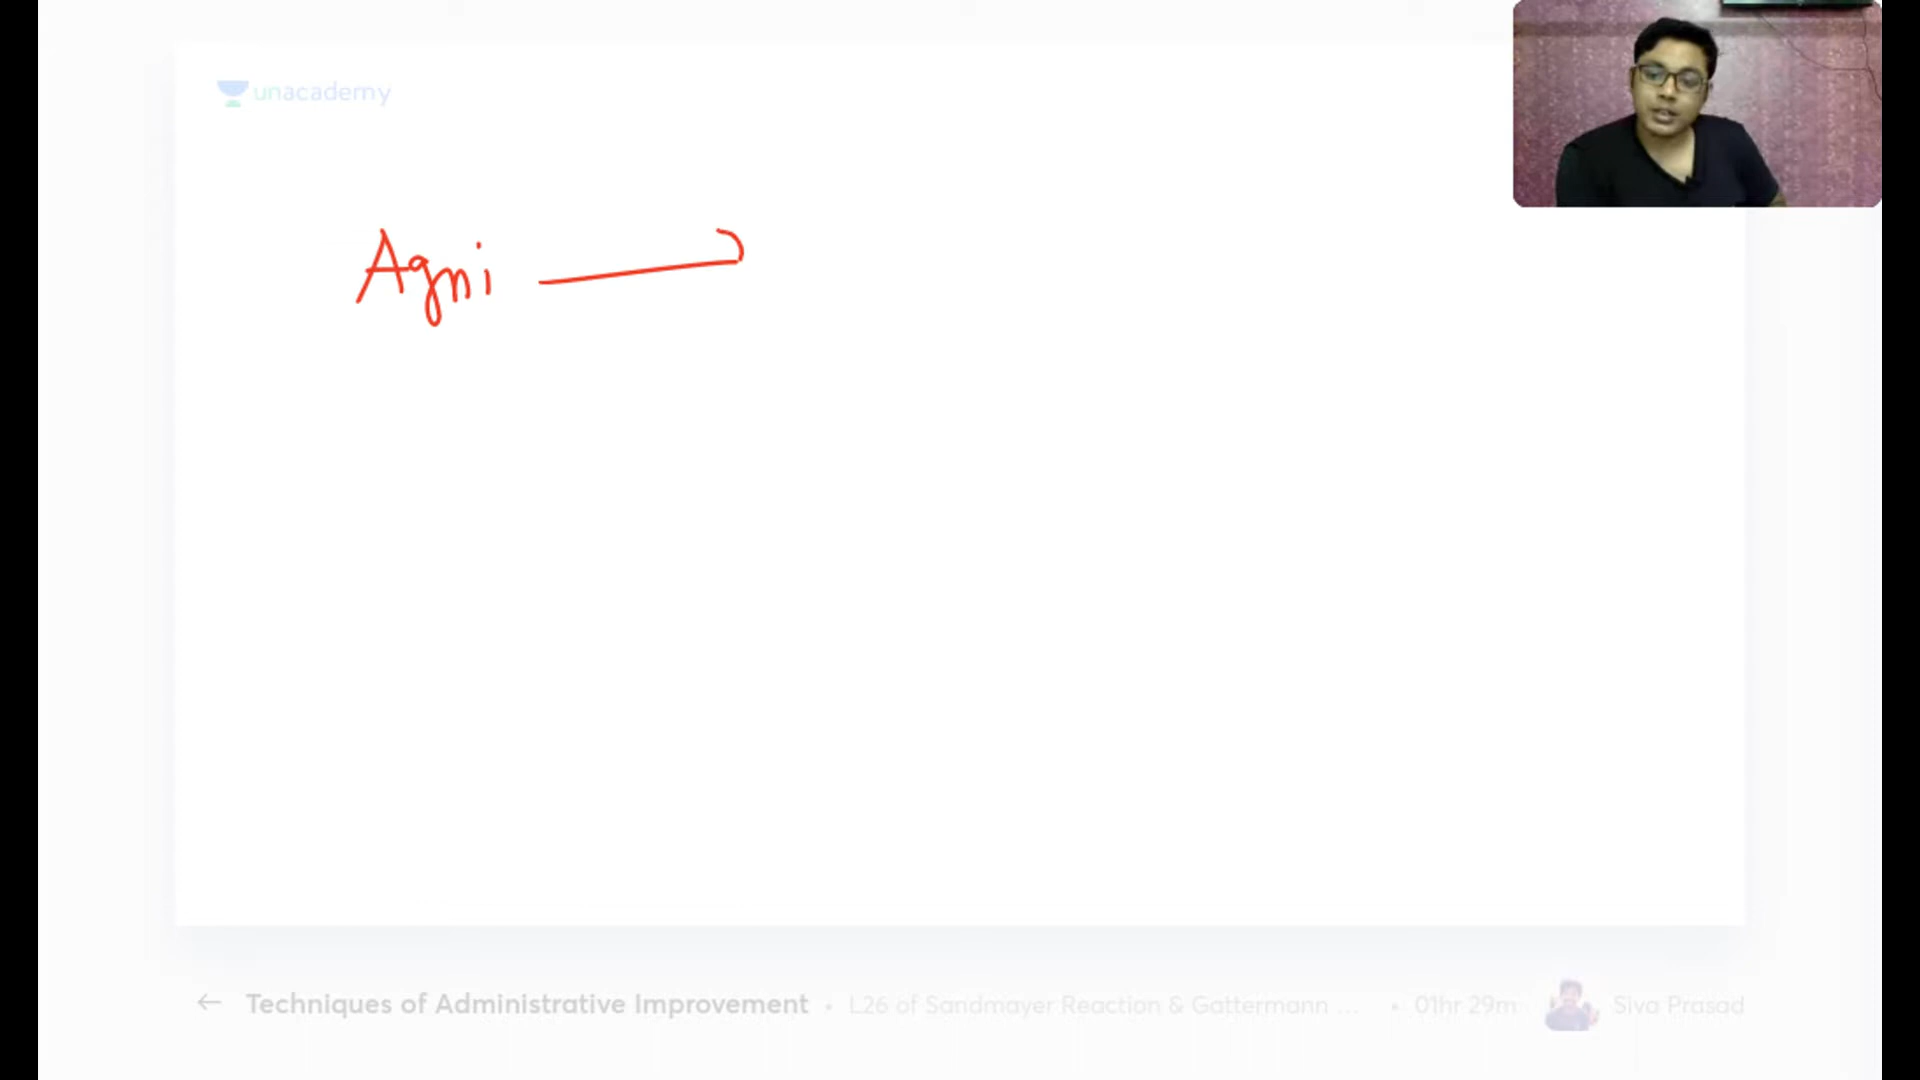 unacademy
Agni
Techniques of Administrative Improvement • L26 of Sandmayer Reaction & Gattermann ... • 01hr 29m Siva Prasad